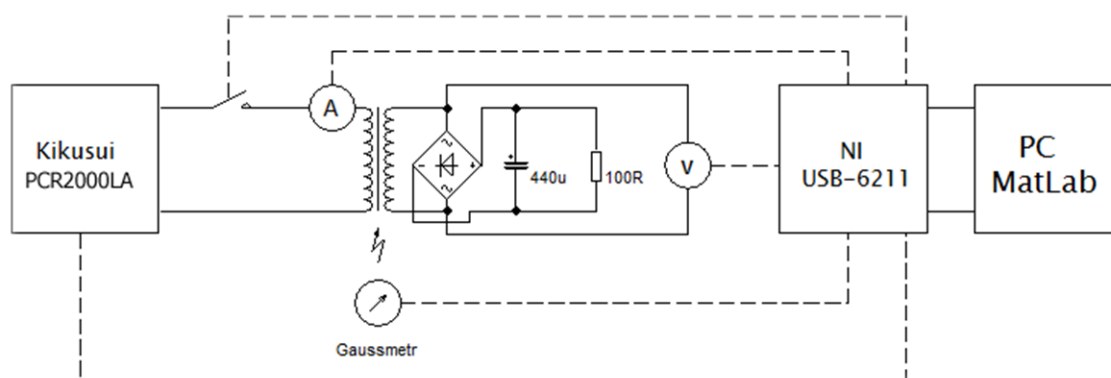 Kikusui
PCR2000LA
A
~
-
+
~
440u
100R
V
NI
USB-6211
PC
MatLab
Gaussmetr